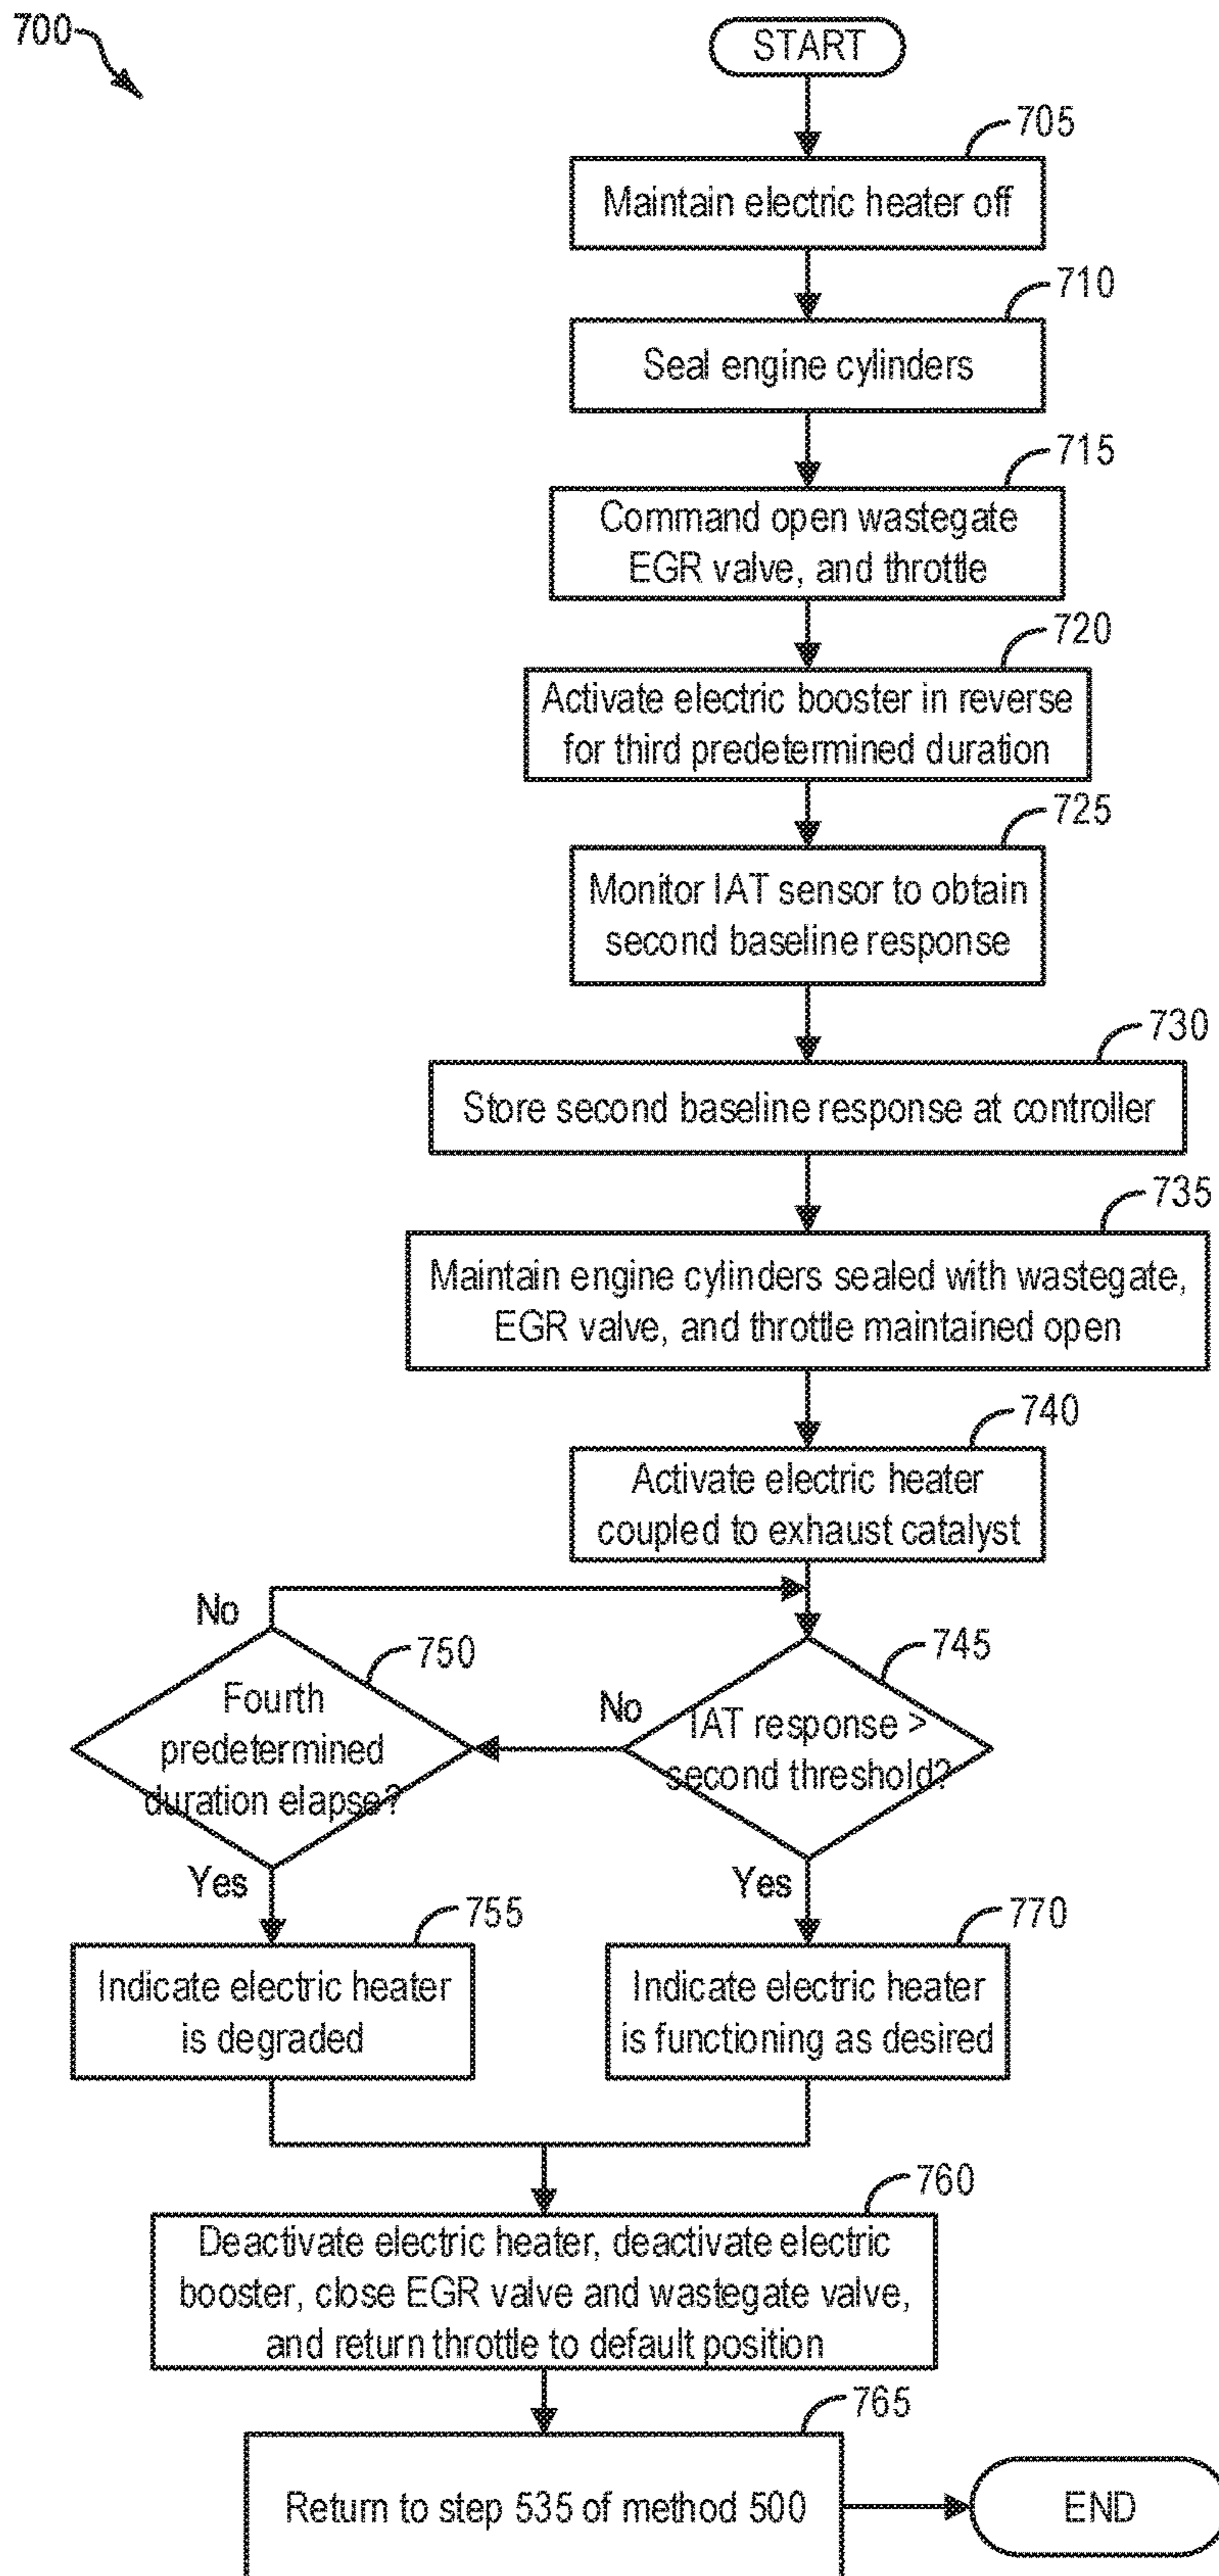 700
START
705
Maintain electric heater off
710
Seal engine cylinders
715
Command open wastegate
EGR valve, and throttle
720
Activate electric booster in reverse
for third predetermined duration
725
Monitor IAT sensor to obtain
second baseline response
730
Store second baseline response at controller
735
Maintain engine cylinders sealed with wastegate,
EGR valve, and throttle maintained open
740
Activate electric heater
coupled to exhaust catalyst
No
750
Fourth
predetermined
duration elapse?
No
745
IAT response >
second threshold?
Yes
Yes
755
Indicate electric heater
is degraded
770
Indicate electric heater
is functioning as desired
760
Deactivate electric heater, deactivate electric
booster, close EGR valve and wastegate valve,
and return throttle to default position
765
Return to step 535 of method 500
END